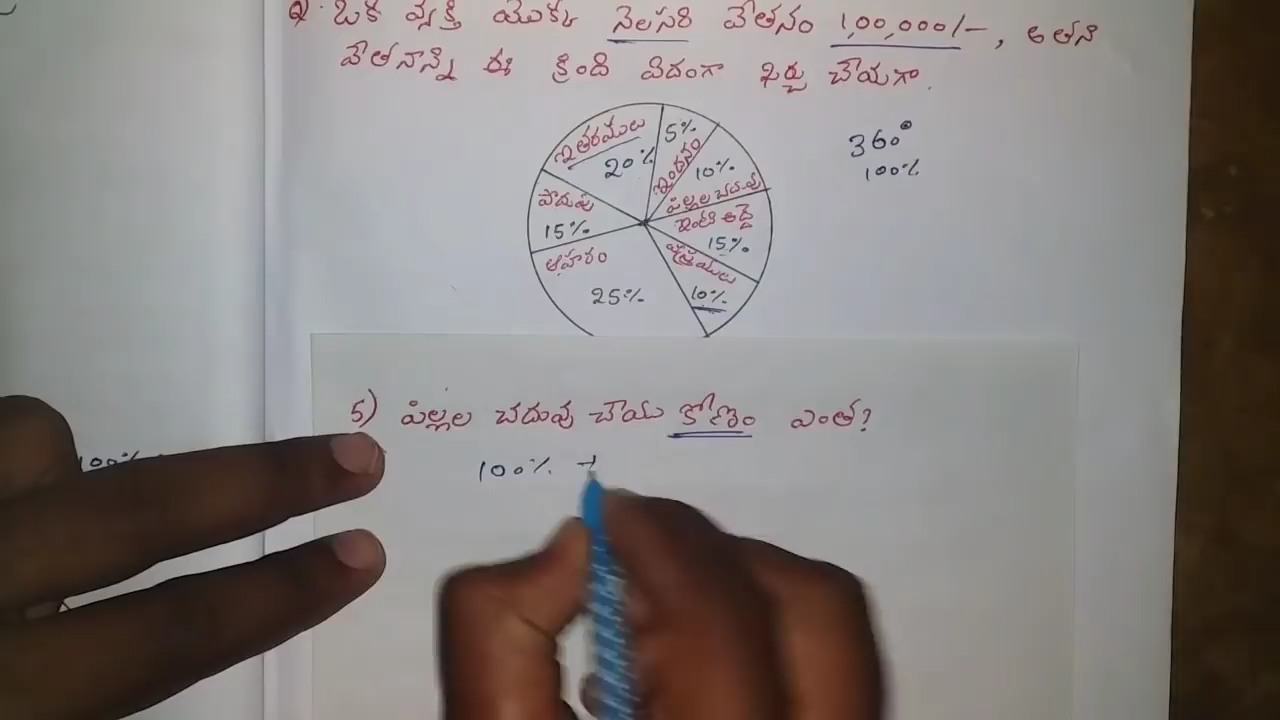 Q. ఒక వ్యక్తి యొక్క నెలసరి వేతనం 1,00,000/-, అతని
వేతనాన్ని ఈ క్రింది విదంగా ఖర్చు చేయగా.
ఇతరములు
20%
5%
ఇంధనం
10%
పిల్లల చదువు
ఇంటి అద్దె
15%
వస్త్రములు
10%
పొదుపు
15%
ఆహారం
25%
360°
100%
5) పిల్లల చదువు చేయు కోణం ఎంత?
100%
100%